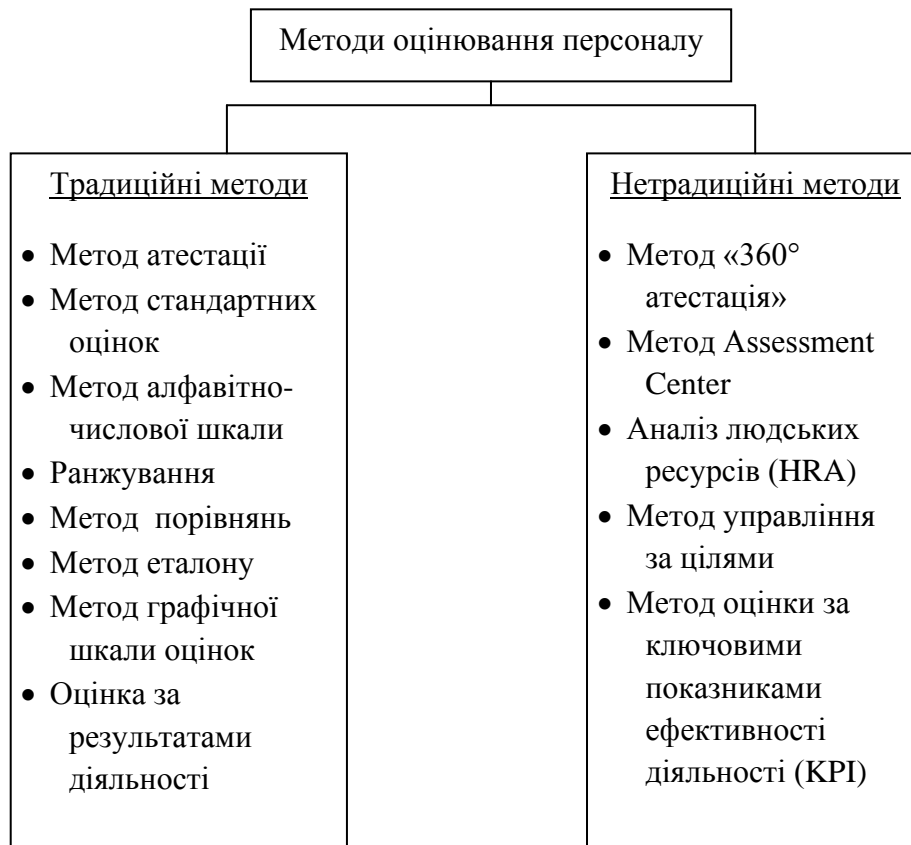 Методи оцінювання персоналу
Традиційні методи
• Метод атестації
• Метод стандартних
оцінок
• Метод алфавітно-
числової шкали
• Ранжування
• Метод порівнянь
• Метод еталону
• Метод графічної
шкали оцінок
• Оцінка за
результатами
діяльності
Нетрадиційні методи
• Метод «360°
атестація»
• Метод Assessment
Center
• Аналіз людських
ресурсів (HRA)
• Метод управління
за цілями
• Метод оцінки за
ключовими
показниками
ефективності
діяльності (KPI)